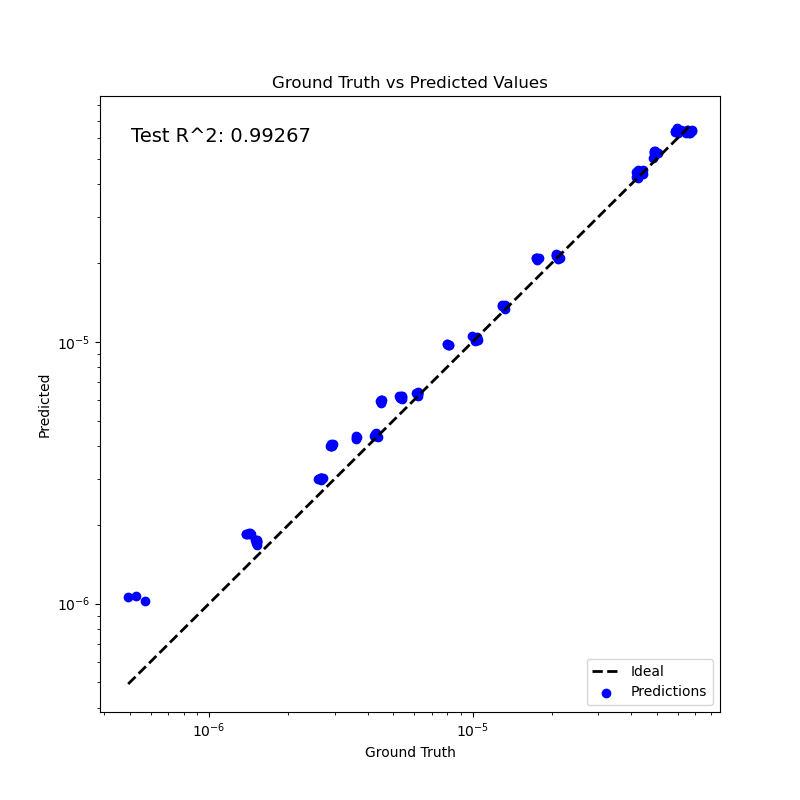 Ground Truth vs Predicted Values
Test R^2: 0.99267
Predicted
10⁻⁵
10⁻⁶
Ideal
Predictions
10⁻⁶
10⁻⁵
Ground Truth